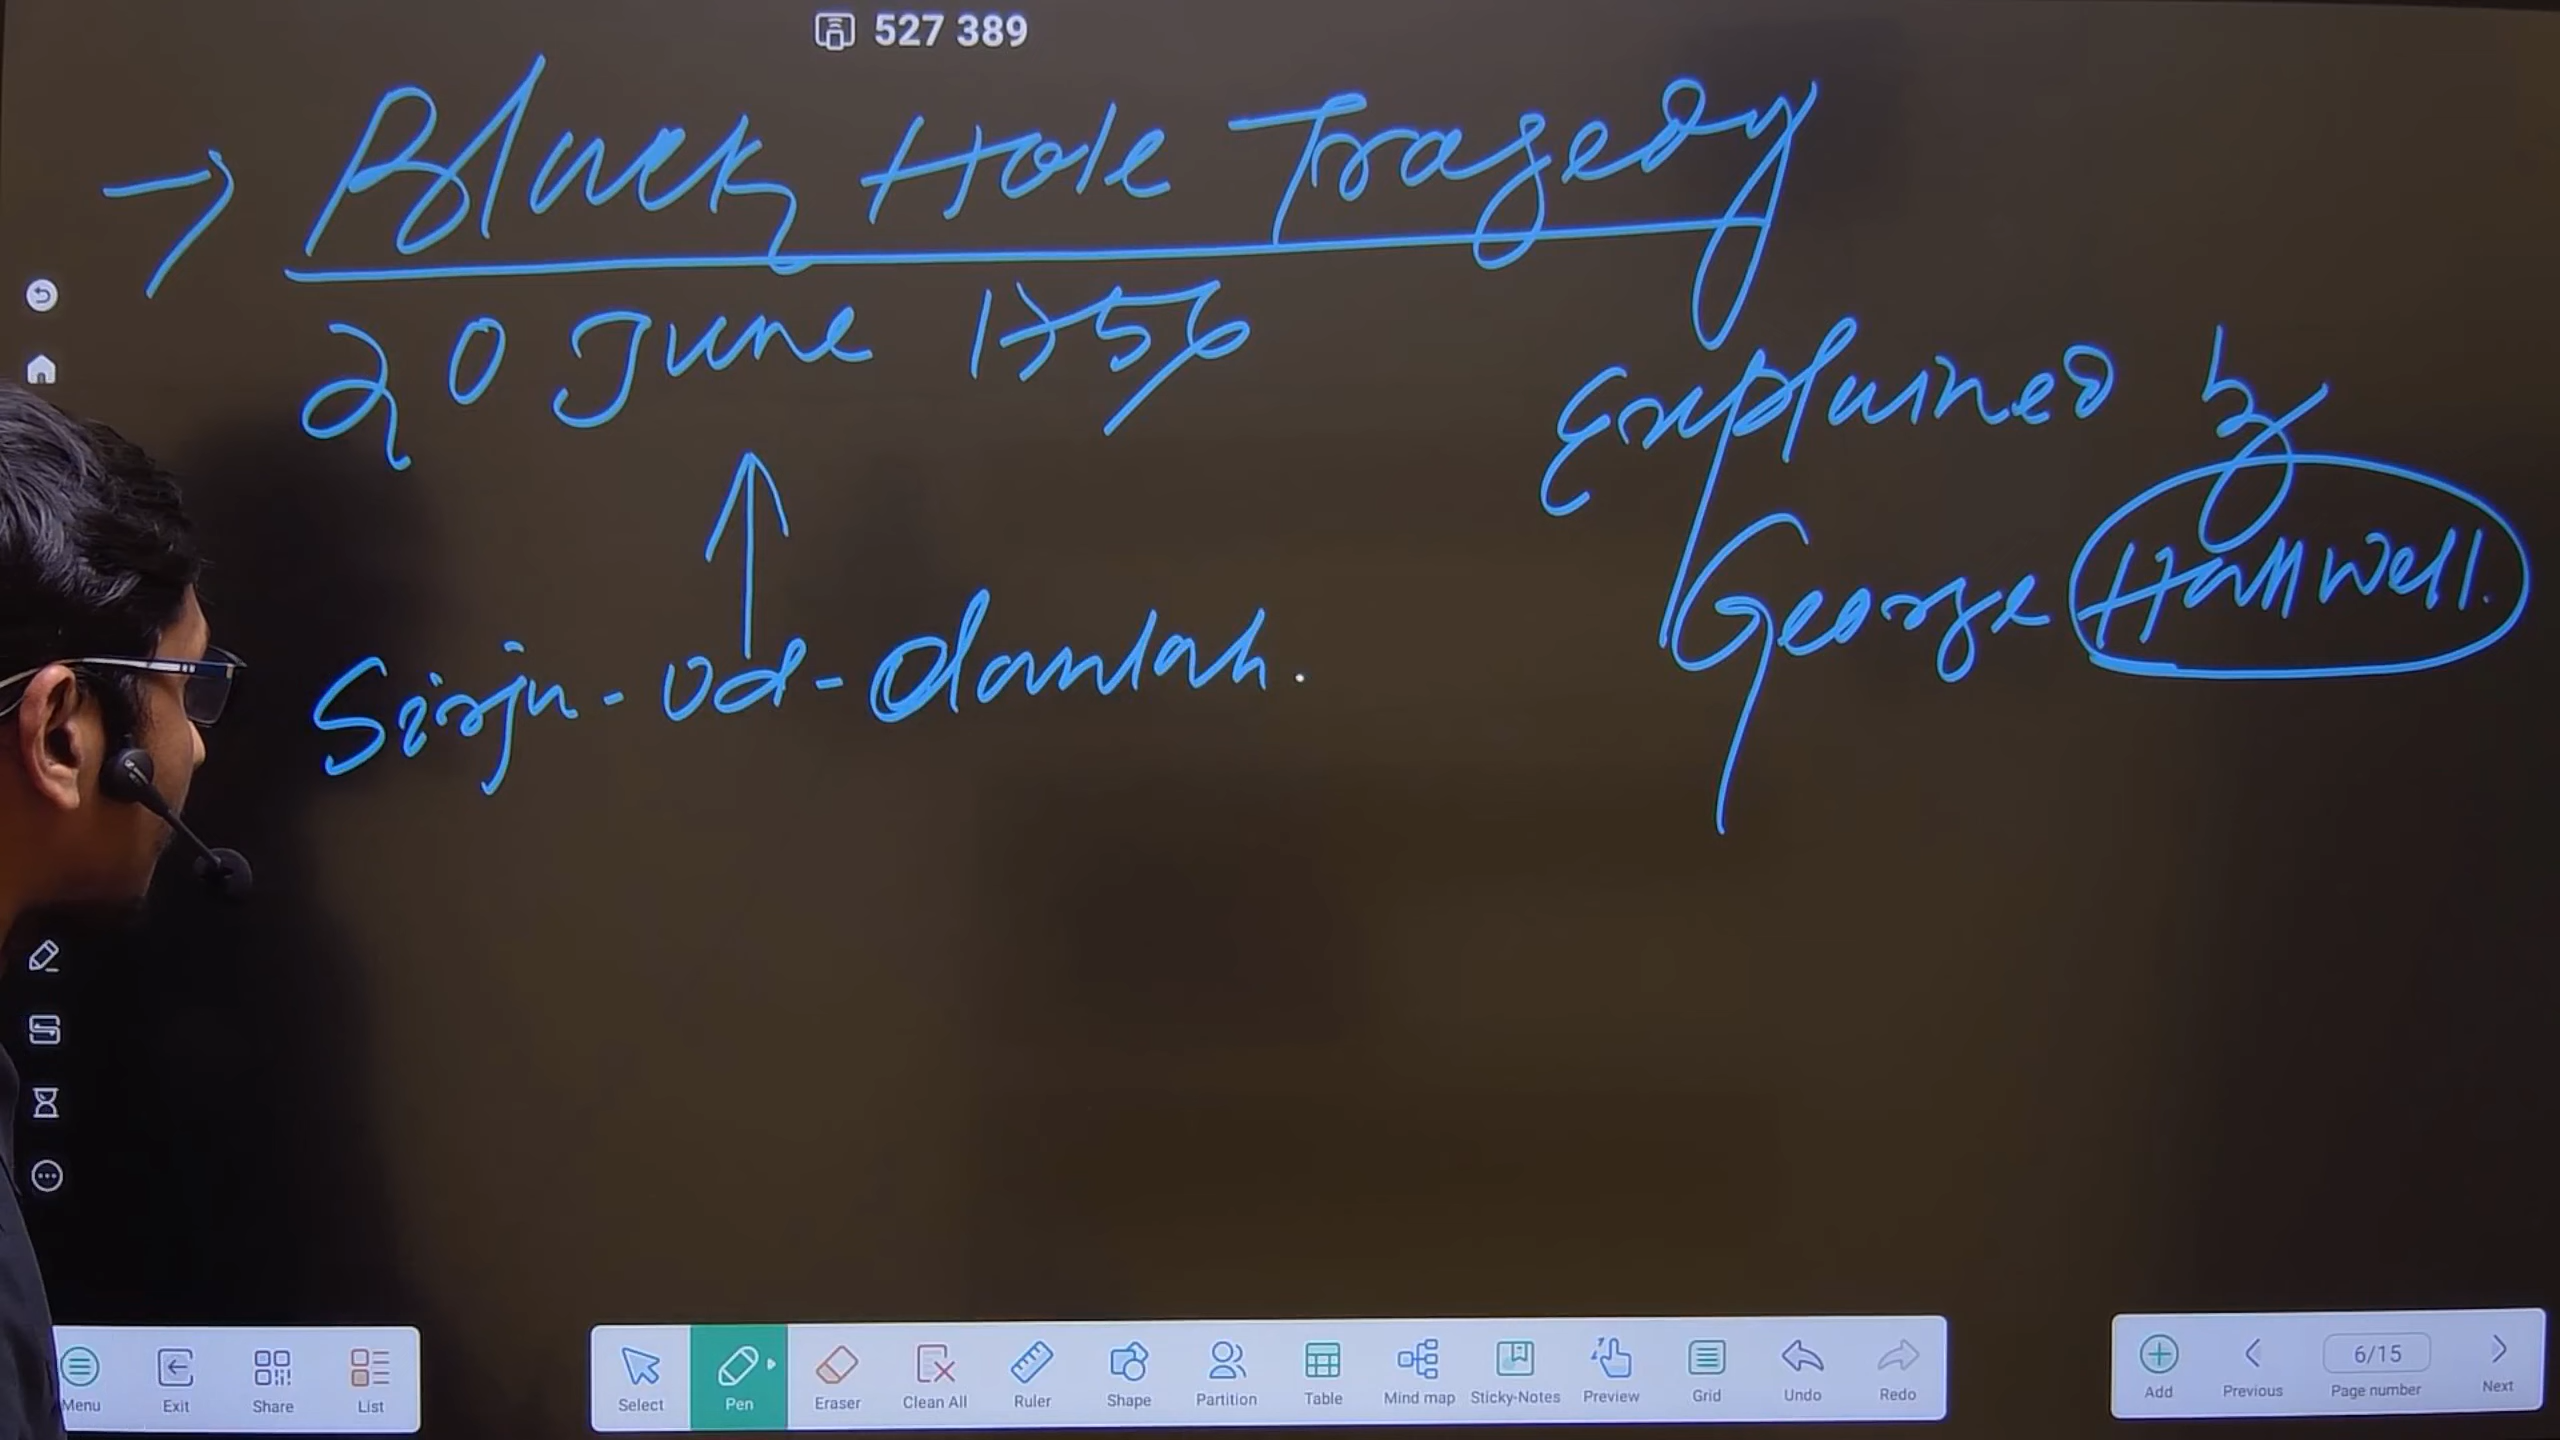 527 389
→ Black Hole Tragedy
20 June 1756
Explained by
George Hallwell.
Sirju-Ud-daulah.
Menu
Exit
Share
List
Select
Pen
Eraser
Clean All
Ruler
Shape
Partition
Table
Mind map
Sticky-Notes
Preview
Grid
Undo
Redo
Add
Previous
6/15
Page number
Next